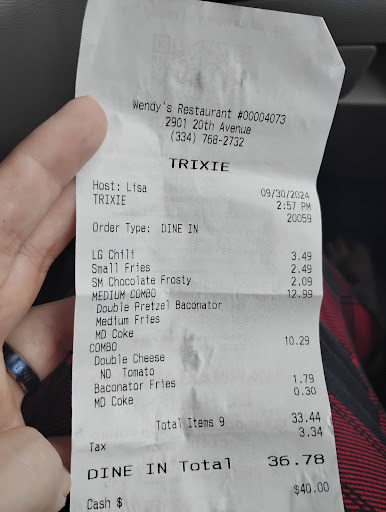 Wendy's Restaurant #00004073
2901 20th Avenue
(334) 768-2732
TRIXIE
Host: Lisa 09/30/2024
TRIXIE 2:57 PM
20059
Order Type: DINE IN
LG Chili 3.49
Small Fries 2.49
SM Chocolate Frosty 2.09
MEDIUM COMBO 12.99
Double Pretzel Baconator
Medium Fries
MD Coke
COMBO 10.29
Double Cheese
NO Tomato
Baconator Fries 1.79
MD Coke 0.30
Total Items 9 33.44
Tax 3.34
DINE IN Total 36.78
Cash $ $40.00